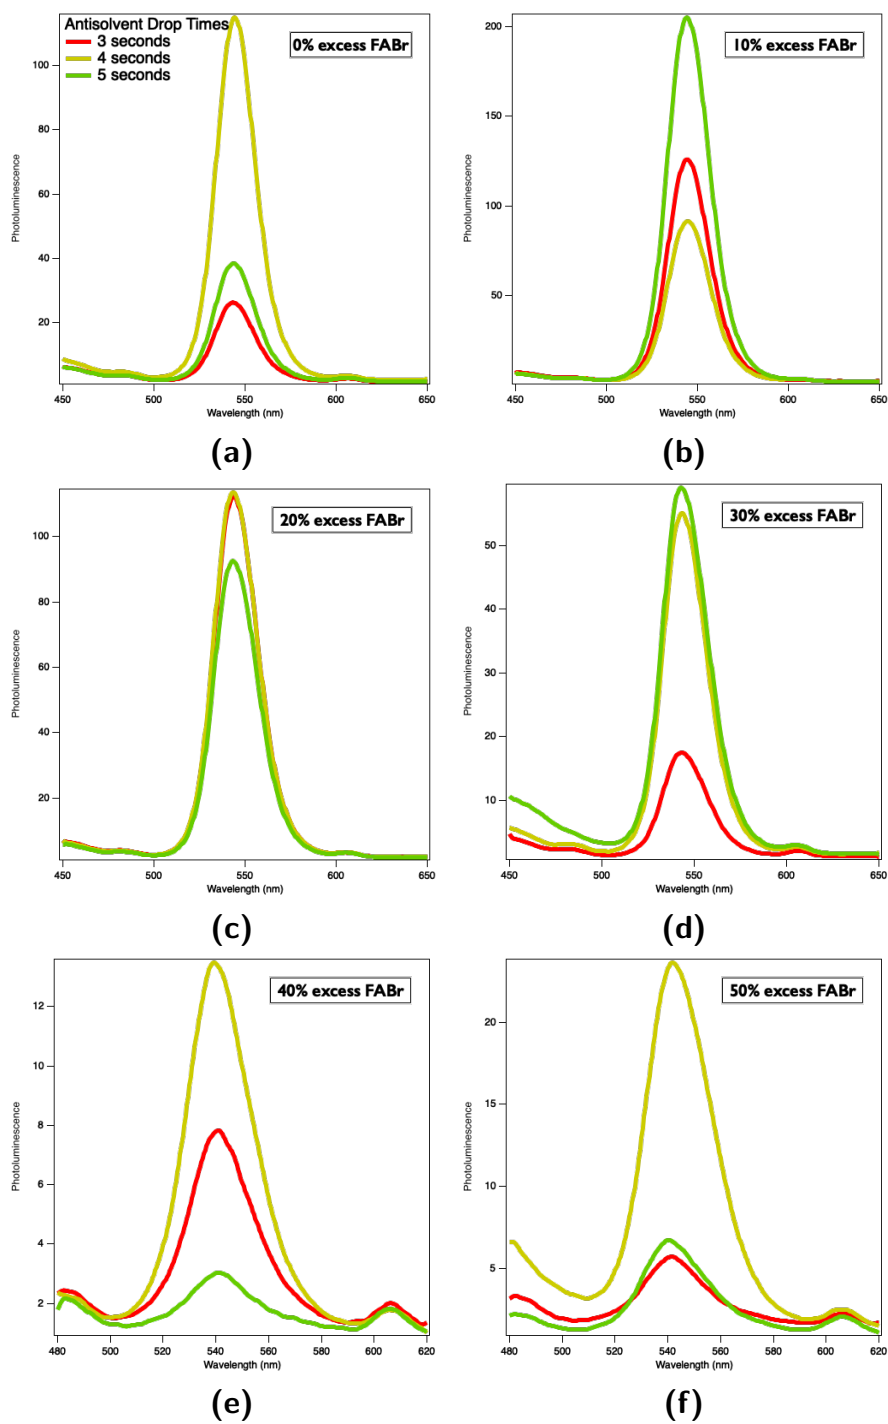 Antisolvent Drop Times
3 seconds
4 seconds
5 seconds
0% excess FABr
100
80
60
40
20
Photoluminescence
450 500 550 600 650
Wavelength (nm)
(a)
10% excess FABr
200
150
100
50
Photoluminescence
450 500 550 600 650
Wavelength (nm)
(b)
20% excess FABr
100
80
60
40
20
Photoluminescence
450 500 550 600 650
Wavelength (nm)
(c)
30% excess FABr
50
40
30
20
10
Photoluminescence
450 500 550 600 650
Wavelength (nm)
(d)
40% excess FABr
12
10
8
6
4
2
Photoluminescence
480 500 520 540 560 580 600 620
Wavelength (nm)
(e)
50% excess FABr
20
15
10
5
Photoluminescence
480 500 520 540 560 580 600 620
Wavelength (nm)
(f)